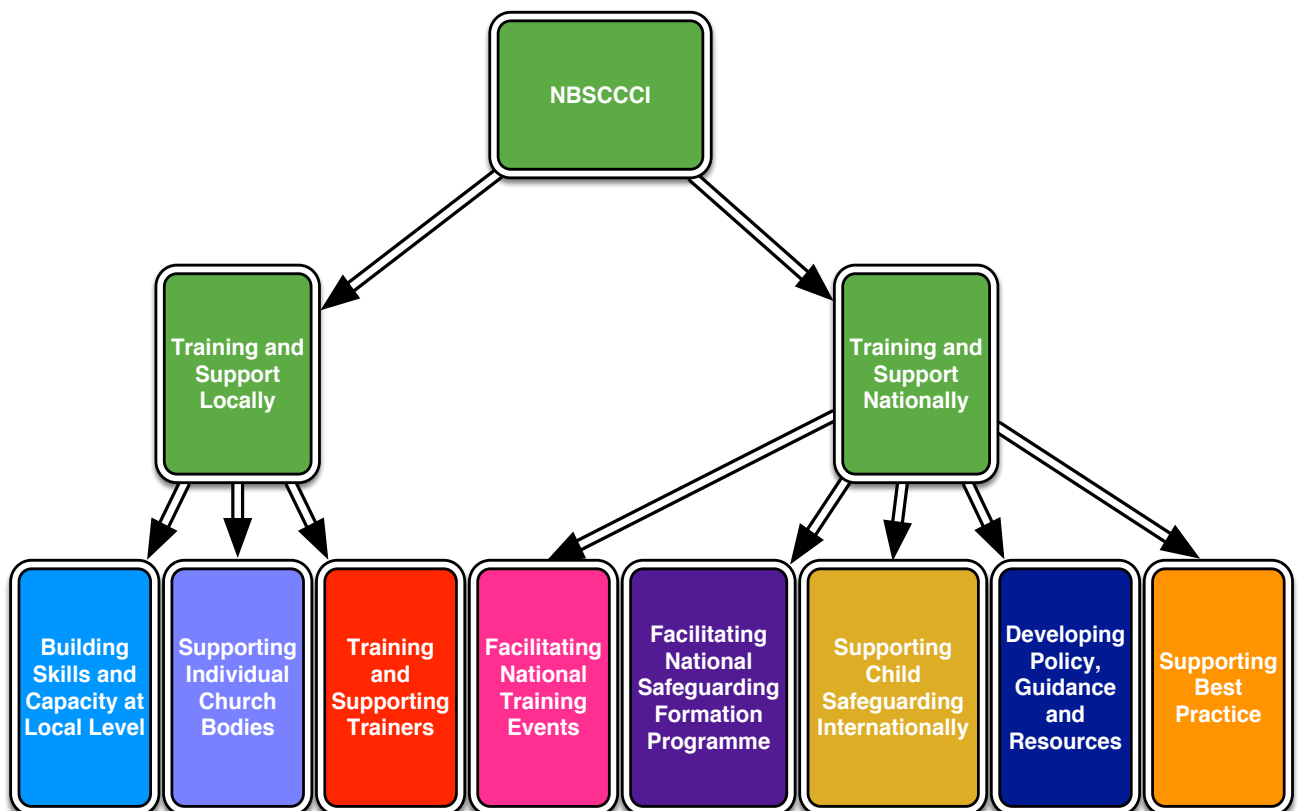 NBSCCCI
Training and
Support
Locally
Training and
Support
Nationally
Building
Skills and
Capacity at
Local Level
Supporting
Individual
Church
Bodies
Training
and
Supporting
Trainers
Facilitating
National
Training
Events
Facilitating
National
Safeguarding
Formation
Programme
Supporting
Child
Safeguarding
Internationally
Developing
Policy,
Guidance
and
Resources
Supporting
Best
Practice